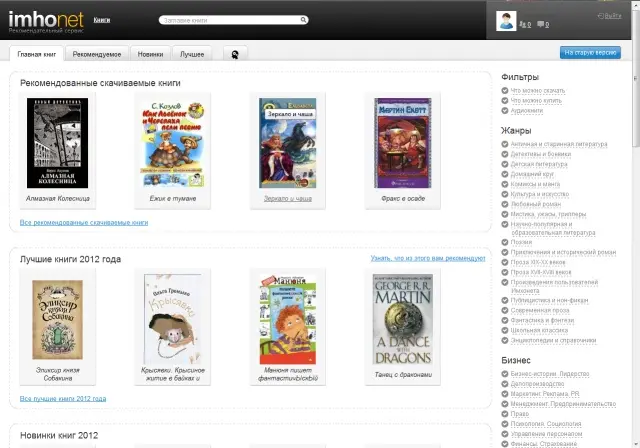 imhonet
Книги
Заглавие книги
Рекомендательный сервис
0
0
Выйти
Главная книг
Рекомендуемое
Новинки
Лучшее
На старую версию
Рекомендованные скачиваемые книги
АЛМАЗНАЯ КОЛЕСНИЦА
Алмазная Колесница
С. Козлов
Как Львёнок и Черепаха пели песню
Ёжик в тумане
Зеркало и чаша
Зеркало и чаша
МАРТИН СКОТТ
Фракс в осаде
Все рекомендованные скачиваемые книги
Лучшие книги 2012 года
Узнать, что из этого вам рекомендуют
Эликсир князя Собакина
Эликсир князя
Собакина
Ольга Громыко
Крысявки
Крысявки. Крысиное
житие в байках и
Манюня
Манюня пишет
фантастичЫскЫй
GEORGE R.R.
MARTIN
A DANCE
WITH
DRAGONS
Танец с драконами
Все лучшие книги 2012 года
Новинки книг 2012
Фильтры
Что можно скачать
Что можно купить
Аудиокниги
Жанры
Античная и старинная литература
Детективы и боевики
Детская литература
Домашний круг
Комиксы и манга
Культура и искусство
Любовный роман
Мистика, ужасы, триллеры
Научно-популярная и
образовательная литература
Поэзия
Приключения и исторический роман
Проза XIX-XX веков
Проза XVII-XVIII веков
Произведения пользователей
Имхонета
Публицистика и нон-фикшн
Современная проза
Фантастика и фэнтези
Школьная классика
Энциклопедии и справочники
Бизнес
Бизнес-истории. Лидерство
Делопроизводство
Маркетинг. Реклама. PR
Менеджмент. Предпринимательство
Право
Психология. Социология
Управление персоналом
Финансы. Страхование